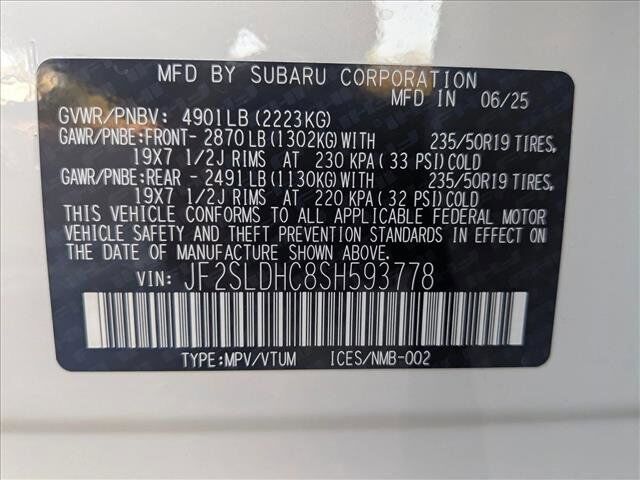 MFD BY SUBARU CORPORATION
MFD IN 06/25
GVWR/PNBV: 4901LB (2223KG)
GAWR/PNBE:FRONT- 2870LB (1302KG)WITH 235/50R19 TIRES,
19X7 1/2J RIMS AT 230 KPA (33 PSI)COLD
GAWR/PNBE:REAR - 2491LB (1130KG)WITH 235/50R19 TIRES,
19X7 1/2J RIMS AT 220 KPA (32 PSI)COLD
THIS VEHICLE CONFORMS TO ALL APPLICABLE FEDERAL MOTOR
VEHICLE SAFETY AND THEFT PREVENTION STANDARDS IN EFFECT ON
THE DATE OF MANUFACTURE SHOWN ABOVE.
VIN: JF2SLDHC8SH593778
TYPE:MPV/VTUM ICES/NMB-002